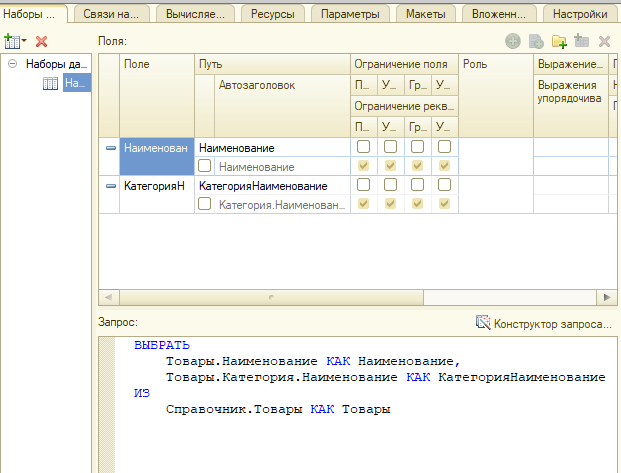 Наборы ...
Связи на...
Вычисляе...
Ресурсы
Параметры
Макеты
Вложенн...
Настройки
Поля:
Наборы да...
На...
Поле
Путь
Ограничение поля
Роль
Выражение...
Автозаголовок
П...
У...
Гр...
У...
Выражения
упорядочива
Ограничение рекв...
П...
У...
Гр...
У...
Наименован
Наименование
Наименование
КатегорияН
КатегорияНаименование
Категория.Наименован...
Запрос:
Конструктор запроса...
ВЫБРАТЬ
Товары.Наименование КАК Наименование,
Товары.Категория.Наименование КАК КатегорияНаименование
ИЗ
Справочник.Товары КАК Товары